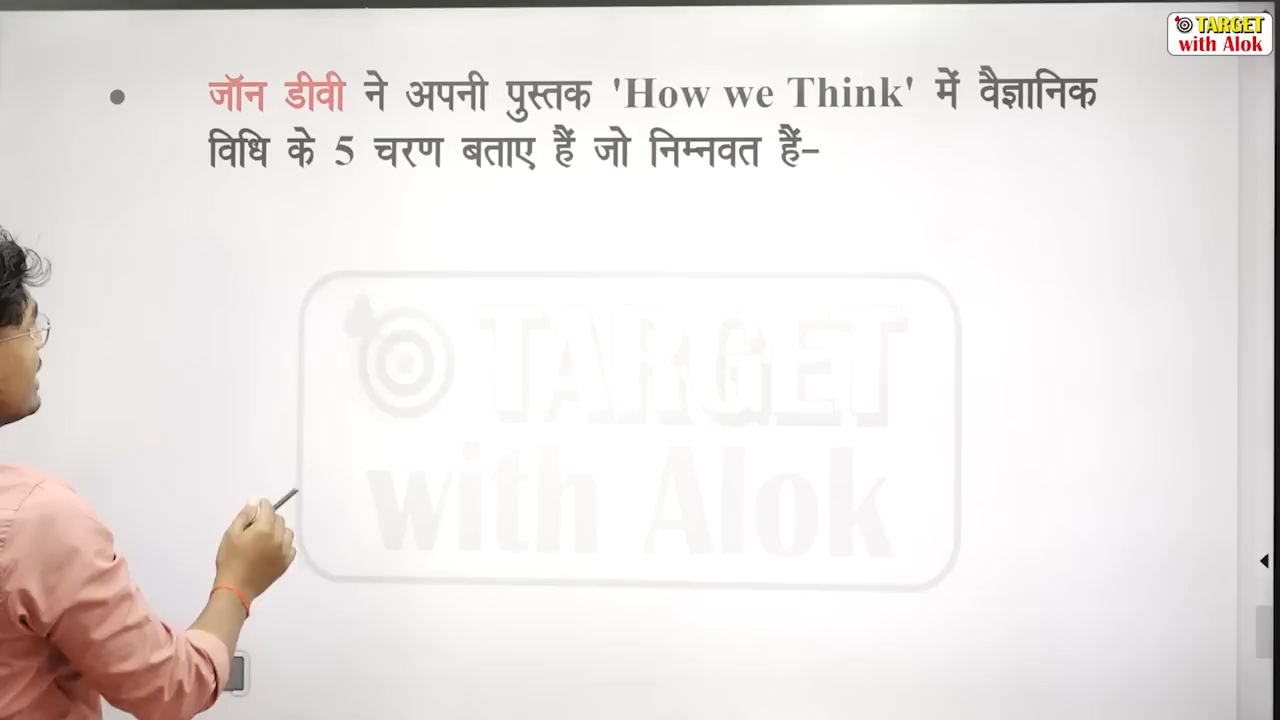 TARGET
with Alok
• जॉन डीवी ने अपनी पुस्तक 'How we Think' में वैज्ञानिक
विधि के 5 चरण बताए हैं जो निम्नवत हैं-
TARGET
with Alok